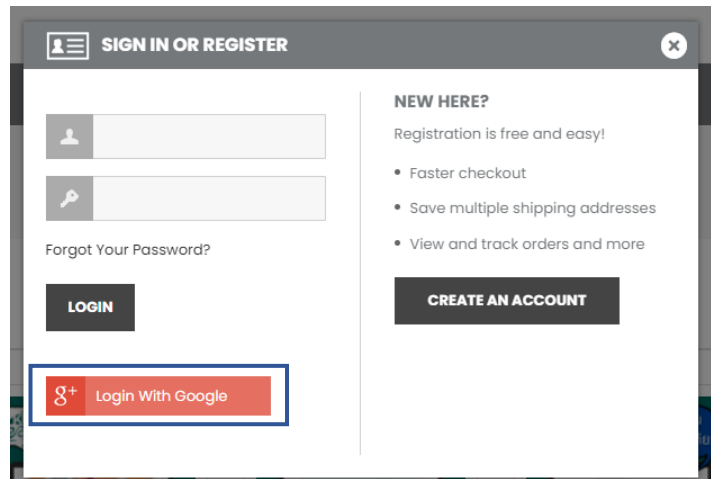 SIGN IN OR REGISTER
Forgot Your Password?
LOGIN
g+ Login With Google
NEW HERE?
Registration is free and easy!
• Faster checkout
• Save multiple shipping addresses
• View and track orders and more
CREATE AN ACCOUNT